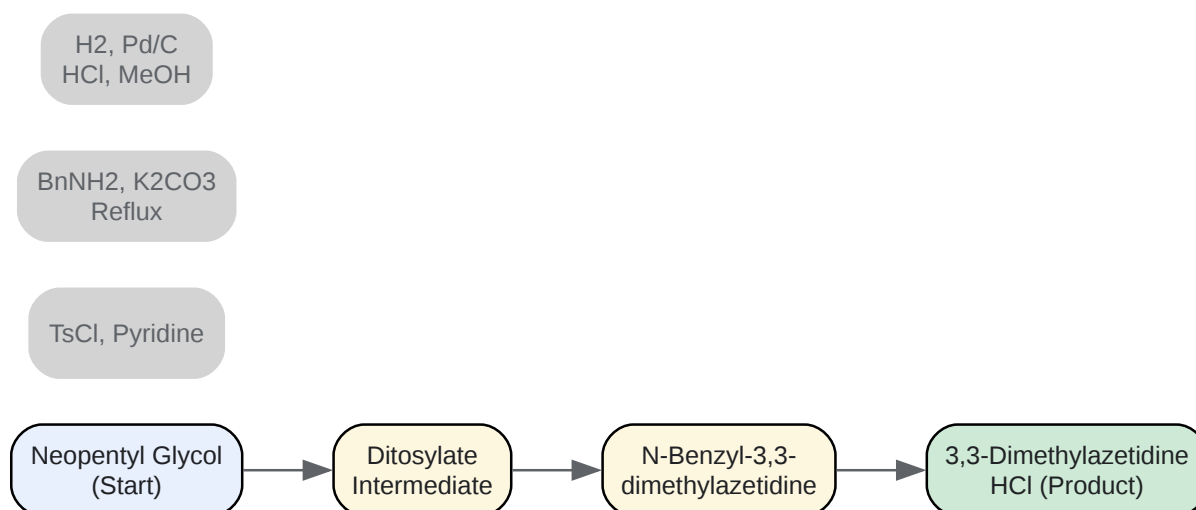 H2, Pd/C
HCl, MeOH
BnNH2, K2CO3
Reflux
TsCl, Pyridine
Neopentyl Glycol
(Start)
Ditosylate
Intermediate
N-Benzyl-3,3-
dimethylazetidine
3,3-Dimethylazetidine
HCl (Product)